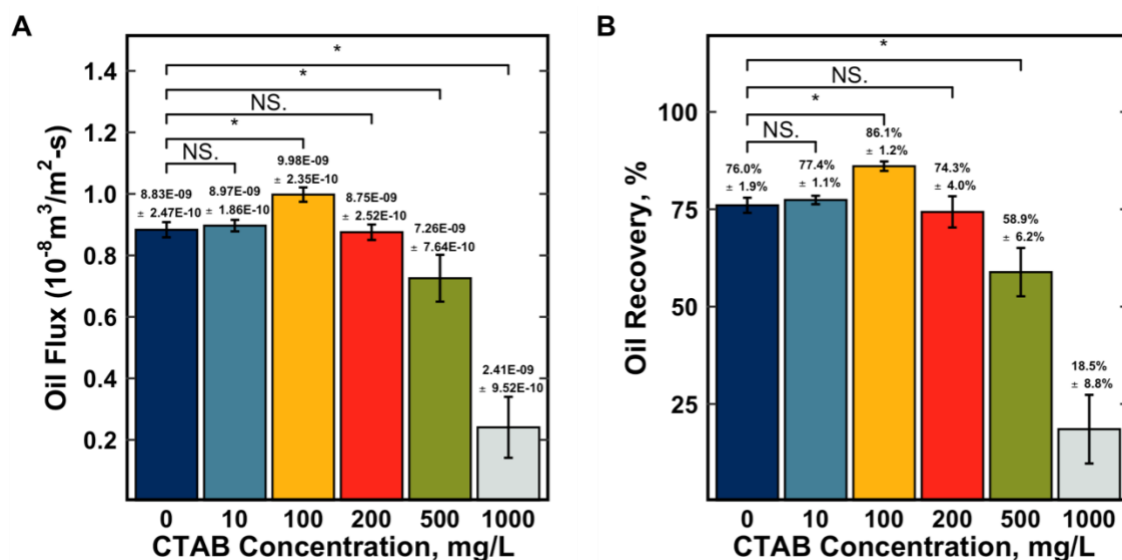 A
Oil Flux (10⁻⁸m³/m²-s)
1.4
1.2
1.0
0.8
0.6
0.4
0.2
*
*
NS.
*
NS.
8.83E-09
± 2.47E-10
8.97E-09
± 1.86E-10
9.98E-09
± 2.35E-10
8.75E-09
± 2.52E-10
7.26E-09
± 7.64E-10
2.41E-09
± 9.52E-10
0 10 100 200 500 1000
CTAB Concentration, mg/L
B
Oil Recovery, %
100
75
50
25
*
NS.
*
NS.
76.0%
± 1.9%
77.4%
± 1.1%
86.1%
± 1.2%
74.3%
± 4.0%
58.9%
± 6.2%
18.5%
± 8.8%
0 10 100 200 500 1000
CTAB Concentration, mg/L